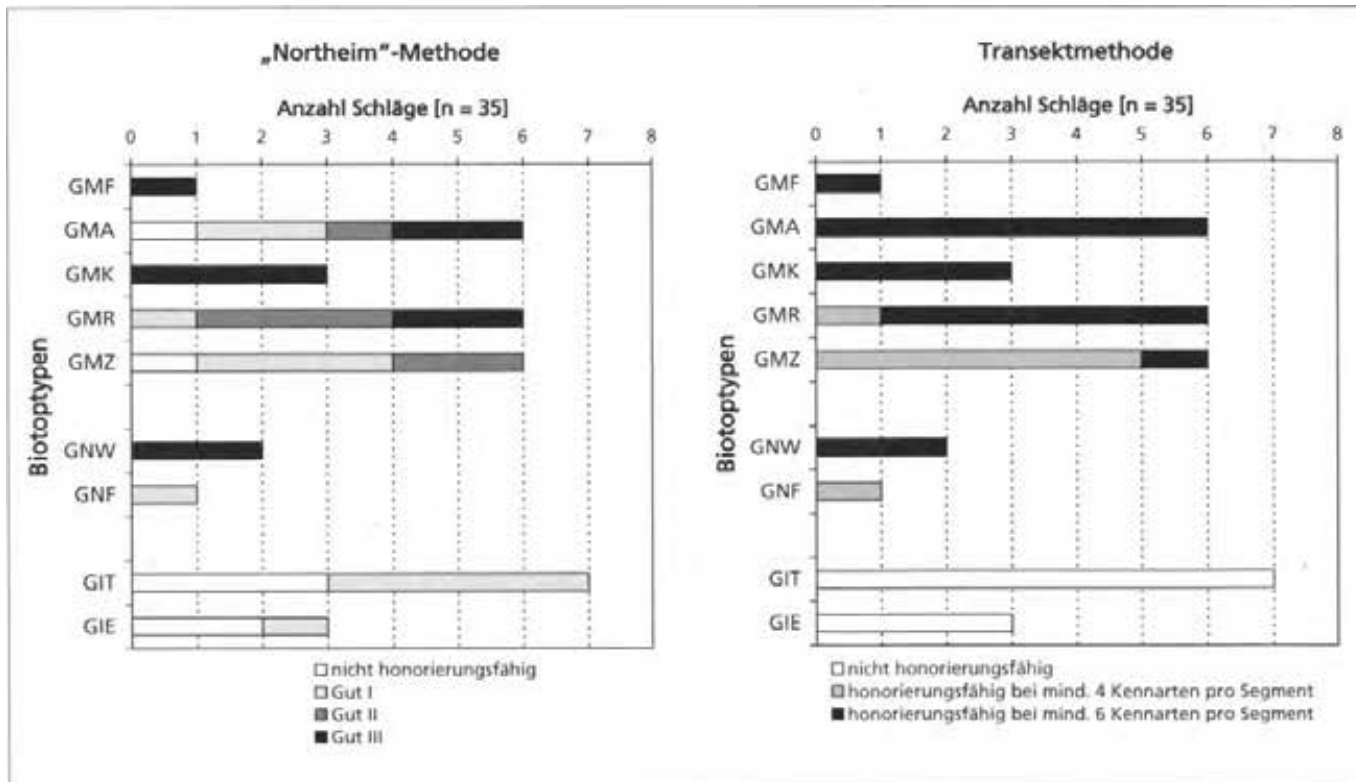 „Northeim"-Methode
Anzahl Schläge [n = 35]
0 1 2 3 4 5 6 7 8
Biotoptypen
GMF
GMA
GMK
GMR
GMZ
GNW
GNF
GIT
GIE
nicht honorierungsfähig
Gut I
Gut II
Gut III
Transektmethode
Anzahl Schläge [n = 35]
0 1 2 3 4 5 6 7 8
Biotoptypen
GMF
GMA
GMK
GMR
GMZ
GNW
GNF
GIT
GIE
nicht honorierungsfähig
honorierungsfähig bei mind. 4 Kennarten pro Segment
honorierungsfähig bei mind. 6 Kennarten pro Segment